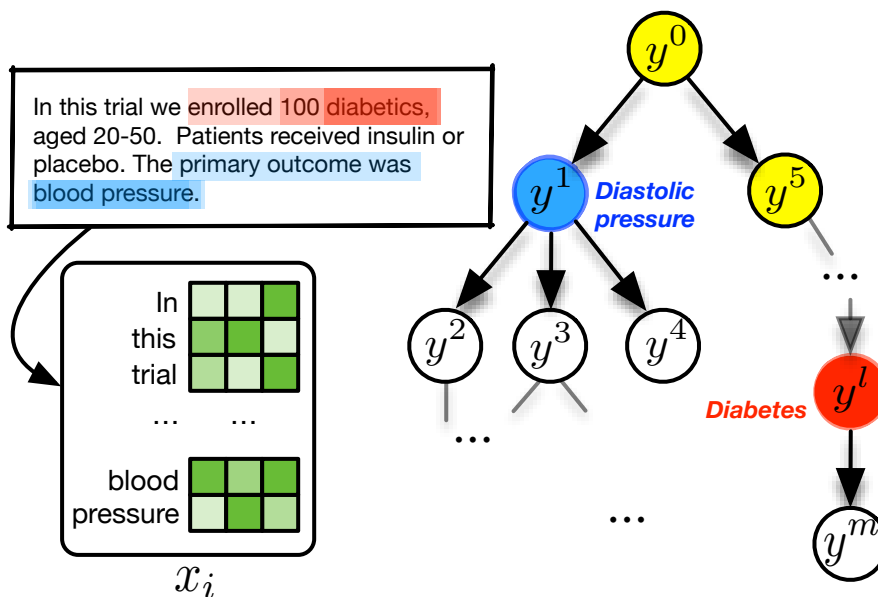 In this trial we enrolled 100 diabetics,
aged 20-50. Patients received insulin or
placebo. The primary outcome was
blood pressure.
In
this
trial
... ...
blood
pressure
x_i
y^0
y^1
Diastolic
pressure
y^5
...
y^2
y^3
y^4
...
Diabetes
y^l
...
y^m